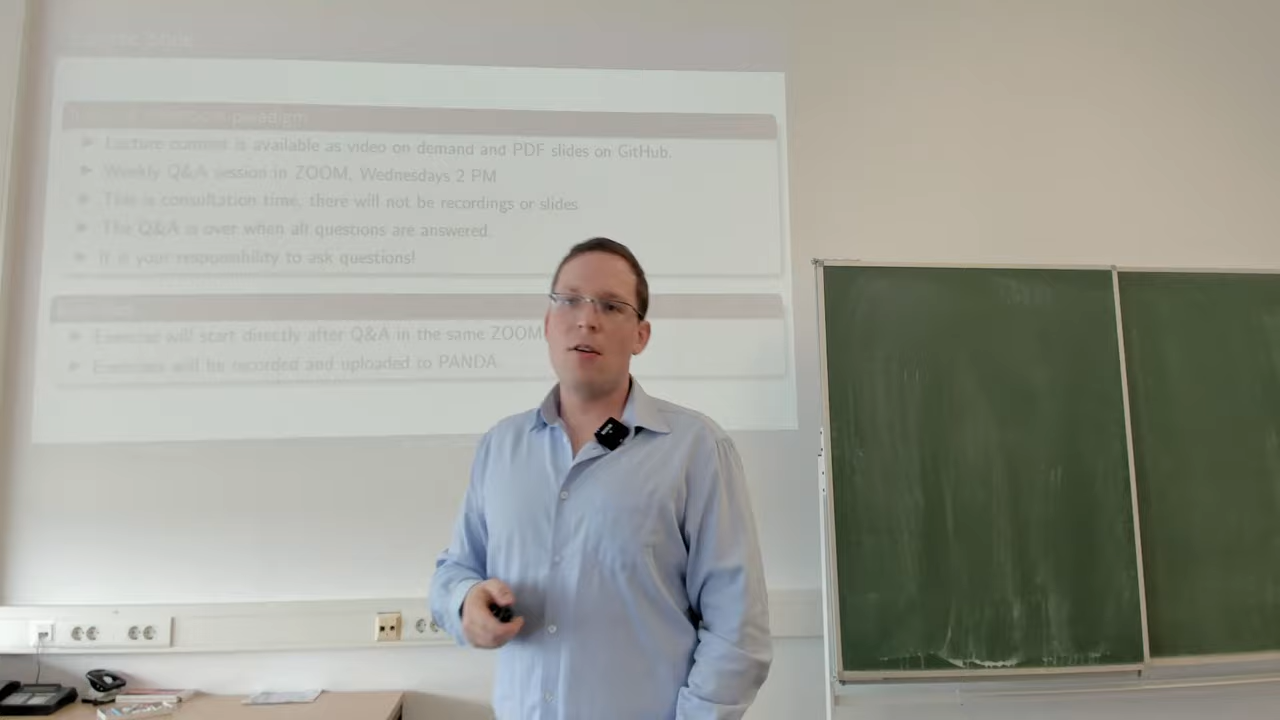 Style
paradigm
Lecture content is available as video on demand and PDF slides on GitHub.
Weekly Q&A session in ZOOM, Wednesdays 2 PM
This is consultation time, there will not be recordings or slides.
The Q&A is over when all questions are answered.
It is your responsibility to ask questions!
Exercise will start directly after Q&A in the same ZOOM
Exercise will be recorded and uploaded to PANDA.